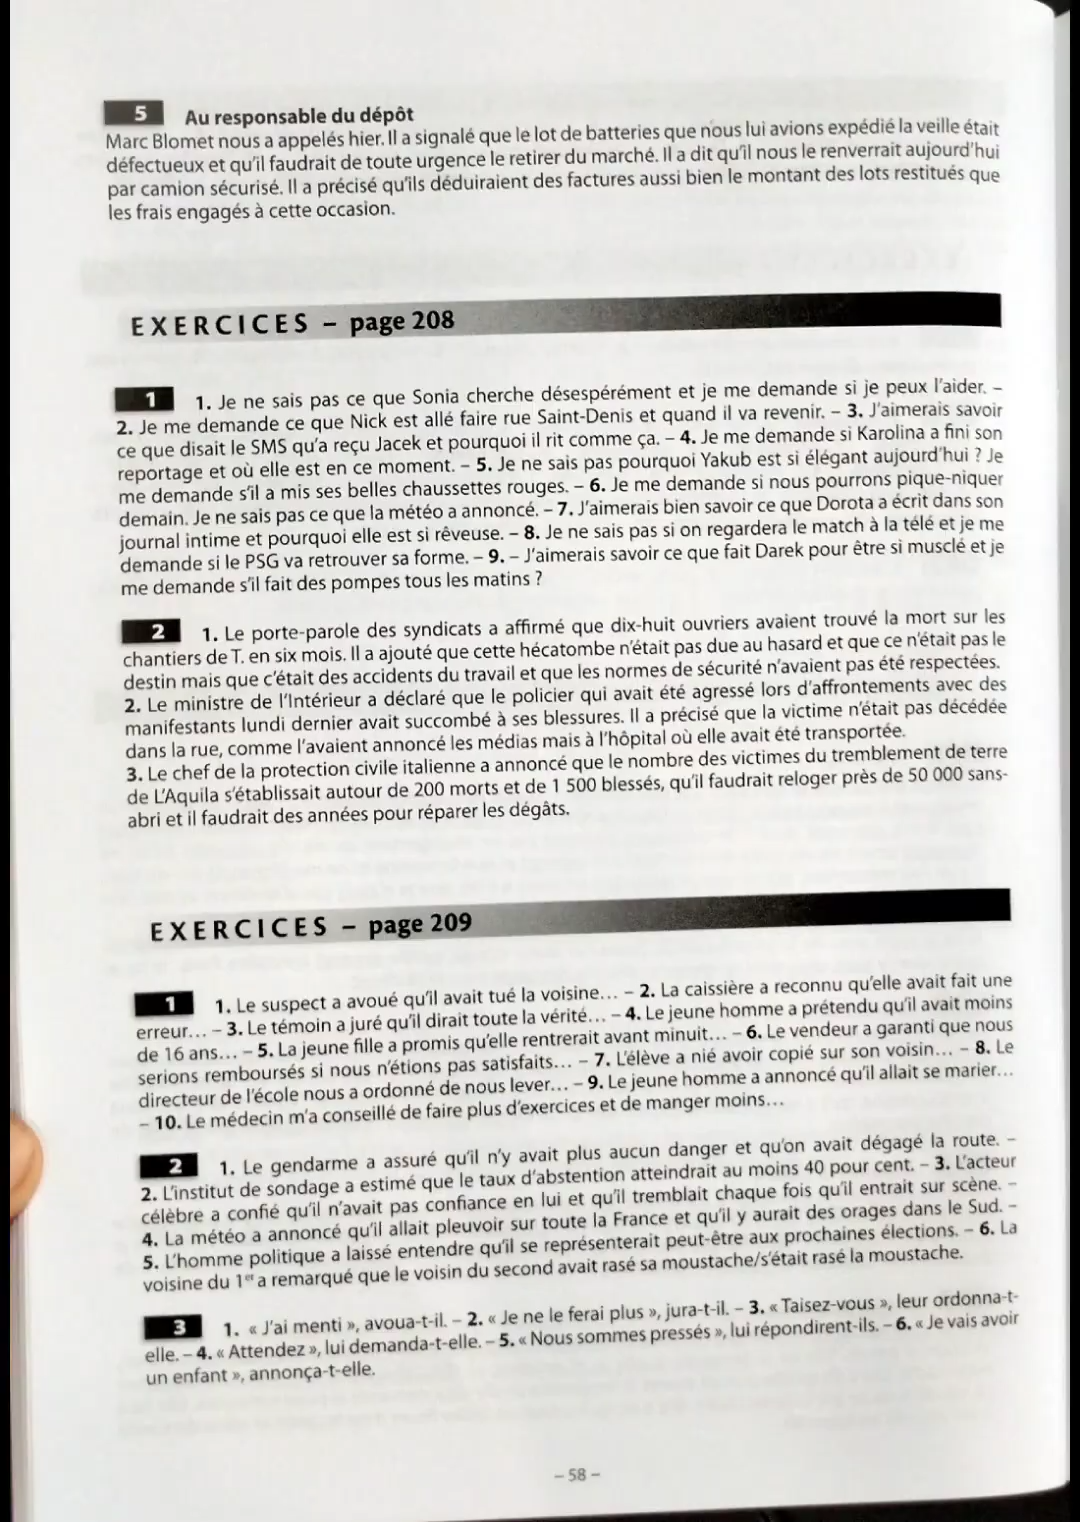 5 Au responsable du dépôt
Marc Blomet nous a appelés hier. Il a signalé que le lot de batteries que nous lui avions expédié la veille était
défectueux et qu'il faudrait de toute urgence le retirer du marché. Il a dit qu'il nous le renverrait aujourd'hui
par camion sécurisé. Il a précisé qu'ils déduiraient des factures aussi bien le montant des lots restitués que
les frais engagés à cette occasion.
EXERCICES – page 208
1 1. Je ne sais pas ce que Sonia cherche désespérément et je me demande si je peux l'aider. –
2. Je me demande ce que Nick est allé faire rue Saint-Denis et quand il va revenir. – 3. J'aimerais savoir
ce que disait le SMS qu'a reçu Jacek et pourquoi il rit comme ça. – 4. Je me demande si Karolina a fini son
reportage et où elle est en ce moment. – 5. Je ne sais pas pourquoi Yakub est si élégant aujourd'hui ? Je
me demande s'il a mis ses belles chaussettes rouges. – 6. Je me demande si nous pourrons pique-niquer
demain. Je ne sais pas ce que la météo a annoncé. – 7. J'aimerais bien savoir ce que Dorota a écrit dans son
journal intime et pourquoi elle est si rêveuse. – 8. Je ne sais pas si on regardera le match à la télé et je me
demande si le PSG va retrouver sa forme. – 9. – J'aimerais savoir ce que fait Darek pour être si musclé et je
me demande s'il fait des pompes tous les matins ?
2 1. Le porte-parole des syndicats a affirmé que dix-huit ouvriers avaient trouvé la mort sur les
chantiers de T. en six mois. Il a ajouté que cette hécatombe n'était pas due au hasard et que ce n'était pas le
destin mais que c'était des accidents du travail et que les normes de sécurité n'avaient pas été respectées.
2. Le ministre de l'Intérieur a déclaré que le policier qui avait été agressé lors d'affrontements avec des
manifestants lundi dernier avait succombé à ses blessures. Il a précisé que la victime n'était pas décédée
dans la rue, comme l'avaient annoncé les médias mais à l'hôpital où elle avait été transportée.
3. Le chef de la protection civile italienne a annoncé que le nombre des victimes du tremblement de terre
de L'Aquila s'établissait autour de 200 morts et de 1 500 blessés, qu'il faudrait reloger près de 50 000 sans-
abri et il faudrait des années pour réparer les dégâts.
EXERCICES – page 209
1 1. Le suspect a avoué qu'il avait tué la voisine… – 2. La caissière a reconnu qu'elle avait fait une
erreur… – 3. Le témoin a juré qu'il dirait toute la vérité… – 4. Le jeune homme a prétendu qu'il avait moins
de 16 ans… – 5. La jeune fille a promis qu'elle rentrerait avant minuit… – 6. Le vendeur a garanti que nous
serions remboursés si nous n'étions pas satisfaits… – 7. L'élève a nié avoir copié sur son voisin… – 8. Le
directeur de l'école nous a ordonné de nous lever… – 9. Le jeune homme a annoncé qu'il allait se marier…
– 10. Le médecin m'a conseillé de faire plus d'exercices et de manger moins…
2 1. Le gendarme a assuré qu'il n'y avait plus aucun danger et qu'on avait dégagé la route. –
2. L'institut de sondage a estimé que le taux d'abstention atteindrait au moins 40 pour cent. – 3. L'acteur
célèbre a confié qu'il n'avait pas confiance en lui et qu'il tremblait chaque fois qu'il entrait sur scène. –
4. La météo a annoncé qu'il allait pleuvoir sur toute la France et qu'il y aurait des orages dans le Sud. –
5. L'homme politique a laissé entendre qu'il se représenterait peut-être aux prochaines élections. – 6. La
voisine du 1er a remarqué que le voisin du second avait rasé sa moustache/s'était rasé la moustache.
3 1. « J'ai menti », avoua-t-il. – 2. « Je ne le ferai plus », jura-t-il. – 3. « Taisez-vous », leur ordonna-t-
elle. – 4. « Attendez », lui demanda-t-elle. – 5. « Nous sommes pressés », lui répondirent-ils. – 6. « Je vais avoir
un enfant », annonça-t-elle.
– 58 –